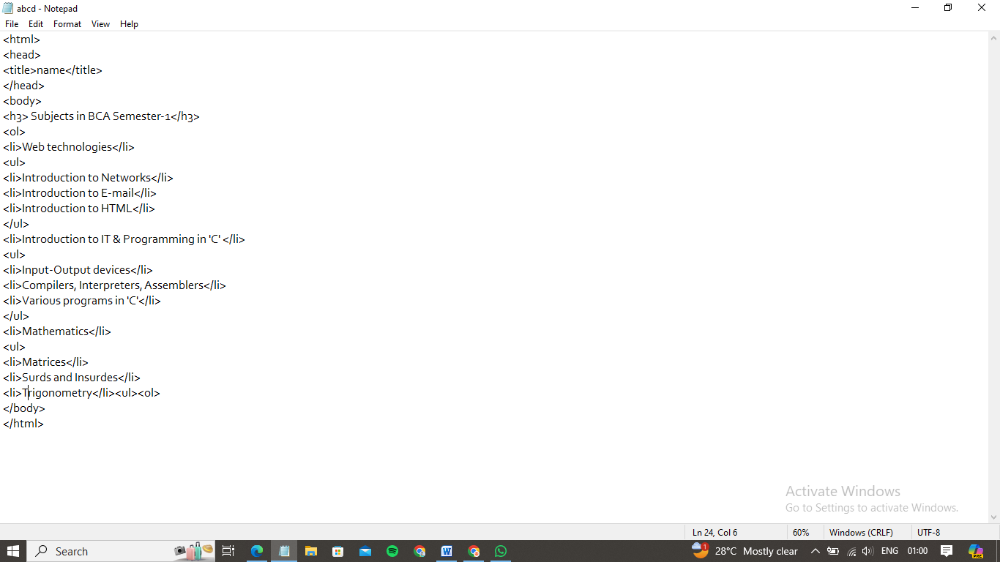 abcd - Notepad
File Edit Format View Help
<html>
<head>
<title>name</title>
</head>
<body>
<h3> Subjects in BCA Semester-1</h3>
<ol>
<li>Web technologies</li>
<ul>
<li>Introduction to Networks</li>
<li>Introduction to E-mail</li>
<li>Introduction to HTML</li>
</ul>
<li>Introduction to IT & Programming in 'C' </li>
<ul>
<li>Input-Output devices</li>
<li>Compilers, Interpreters, Assemblers</li>
<li>Various programs in 'C'</li>
</ul>
<li>Mathematics</li>
<ul>
<li>Matrices</li>
<li>Surds and Insurdes</li>
<li>Trigonometry</li><ul><ol>
</body>
</html>
Activate Windows
Go to Settings to activate Windows.
Ln 24, Col 6 60% Windows (CRLF) UTF-8
Search 1 28°C Mostly clear ENG 01:00 PRE